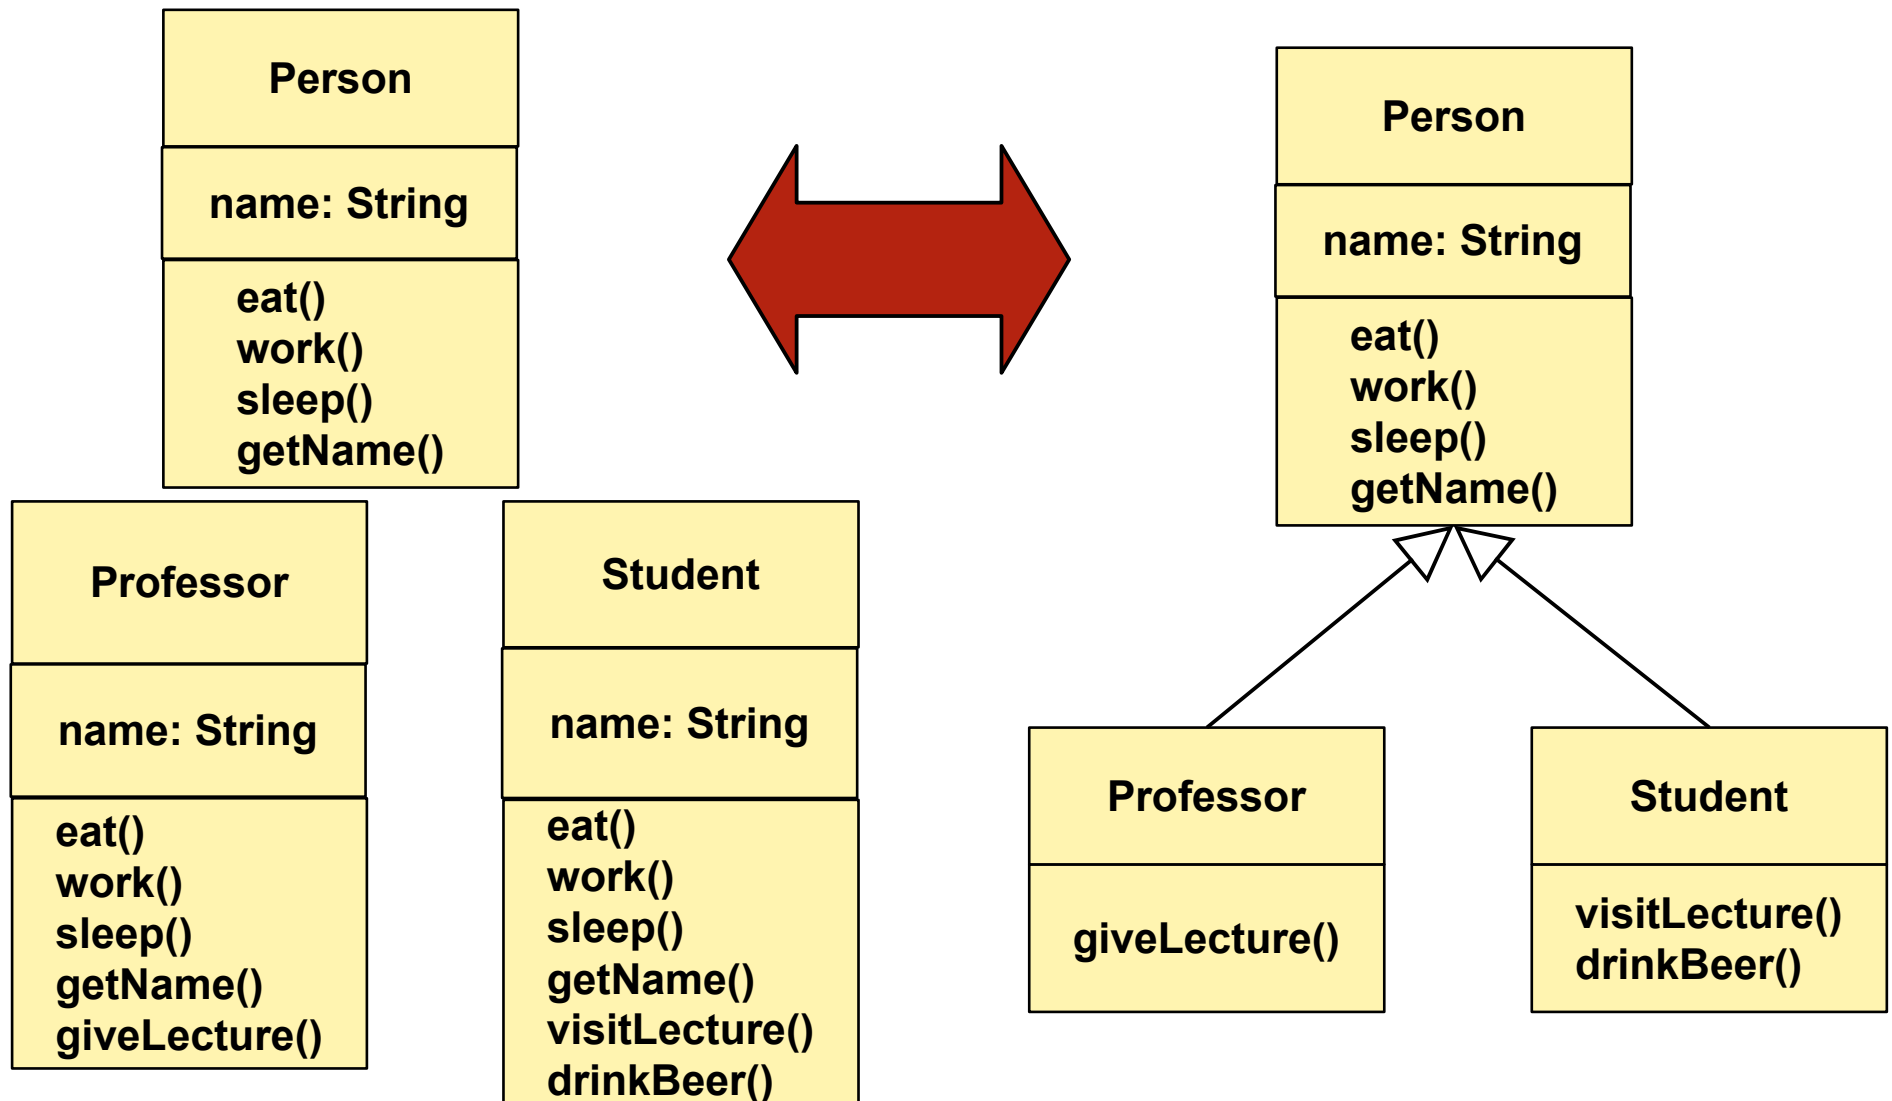 Person
name: String
eat()
work()
sleep()
getName()
Professor
name: String
eat()
work()
sleep()
getName()
giveLecture()
Student
name: String
eat()
work()
sleep()
getName()
visitLecture()
drinkBeer()
Person
name: String
eat()
work()
sleep()
getName()
Professor
giveLecture()
Student
visitLecture()
drinkBeer()